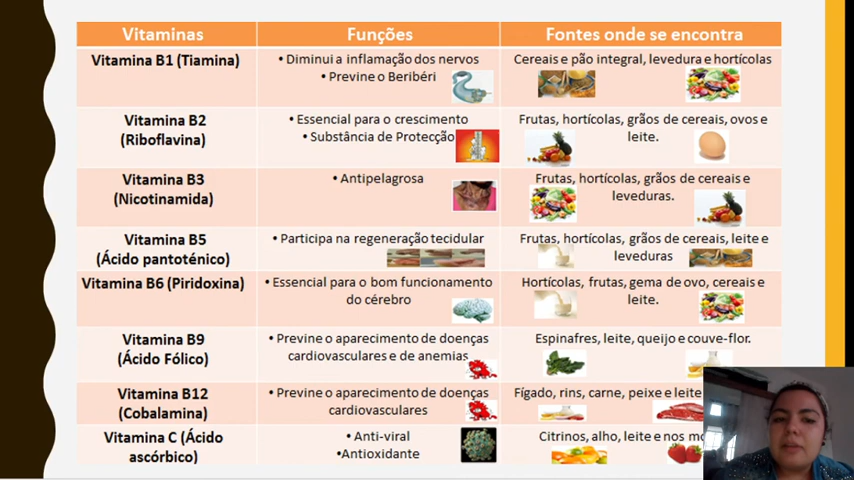 Vitaminas
Funções
Fontes onde se encontra
Vitamina B1 (Tiamina)
• Diminui a inflamação dos nervos
• Previne o Beribéri
Cereais e pão integral, levedura e hortícolas
Vitamina B2
(Riboflavina)
• Essencial para o crescimento
• Substância de Protecção
Frutas, hortícolas, grãos de cereais, ovos e
leite.
Vitamina B3
(Nicotinamida)
• Antipelagrosa
Frutas, hortícolas, grãos de cereais e
leveduras.
Vitamina B5
(Ácido pantoténico)
• Participa na regeneração tecidular
Frutas, hortícolas, grãos de cereais, leite e
leveduras
Vitamina B6 (Piridoxina)
• Essencial para o bom funcionamento
do cérebro
Hortícolas, frutas, gema de ovo, cereais e
leite.
Vitamina B9
(Ácido Fólico)
• Previne o aparecimento de doenças
cardiovasculares e de anemias
Espinafres, leite, queijo e couve-flor.
Vitamina B12
(Cobalamina)
• Previne o aparecimento de doenças
cardiovasculares
Fígado, rins, carne, peixe e leite
Vitamina C (Ácido
ascórbico)
• Anti-viral
•Antioxidante
Citrinos, alho, leite e nos